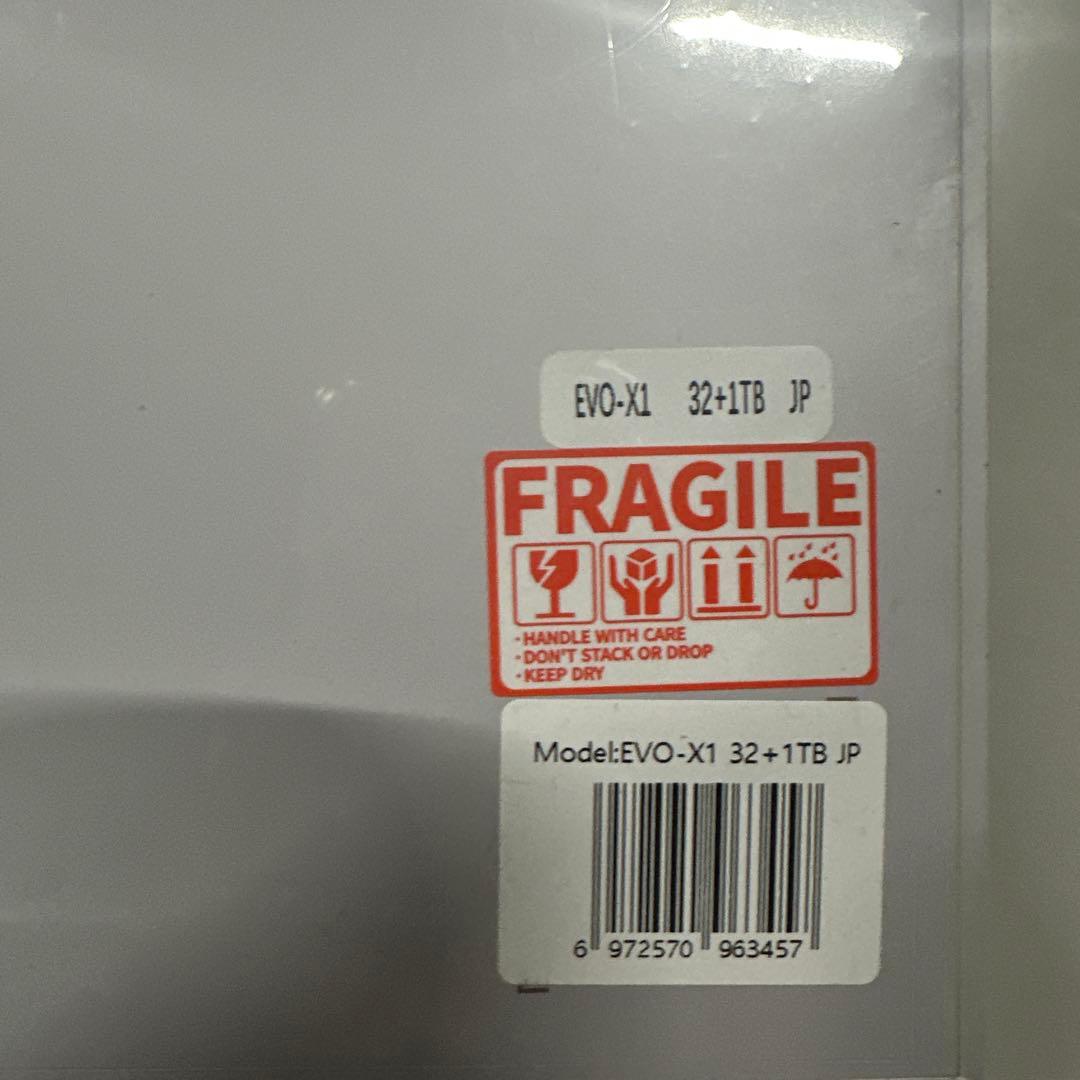 EVO-X1 32+1TB JP
FRAGILE
·HANDLE WITH CARE
·DON'T STACK OR DROP
·KEEP DRY
Model:EVO-X1 32+1TB JP
6 972570 963457